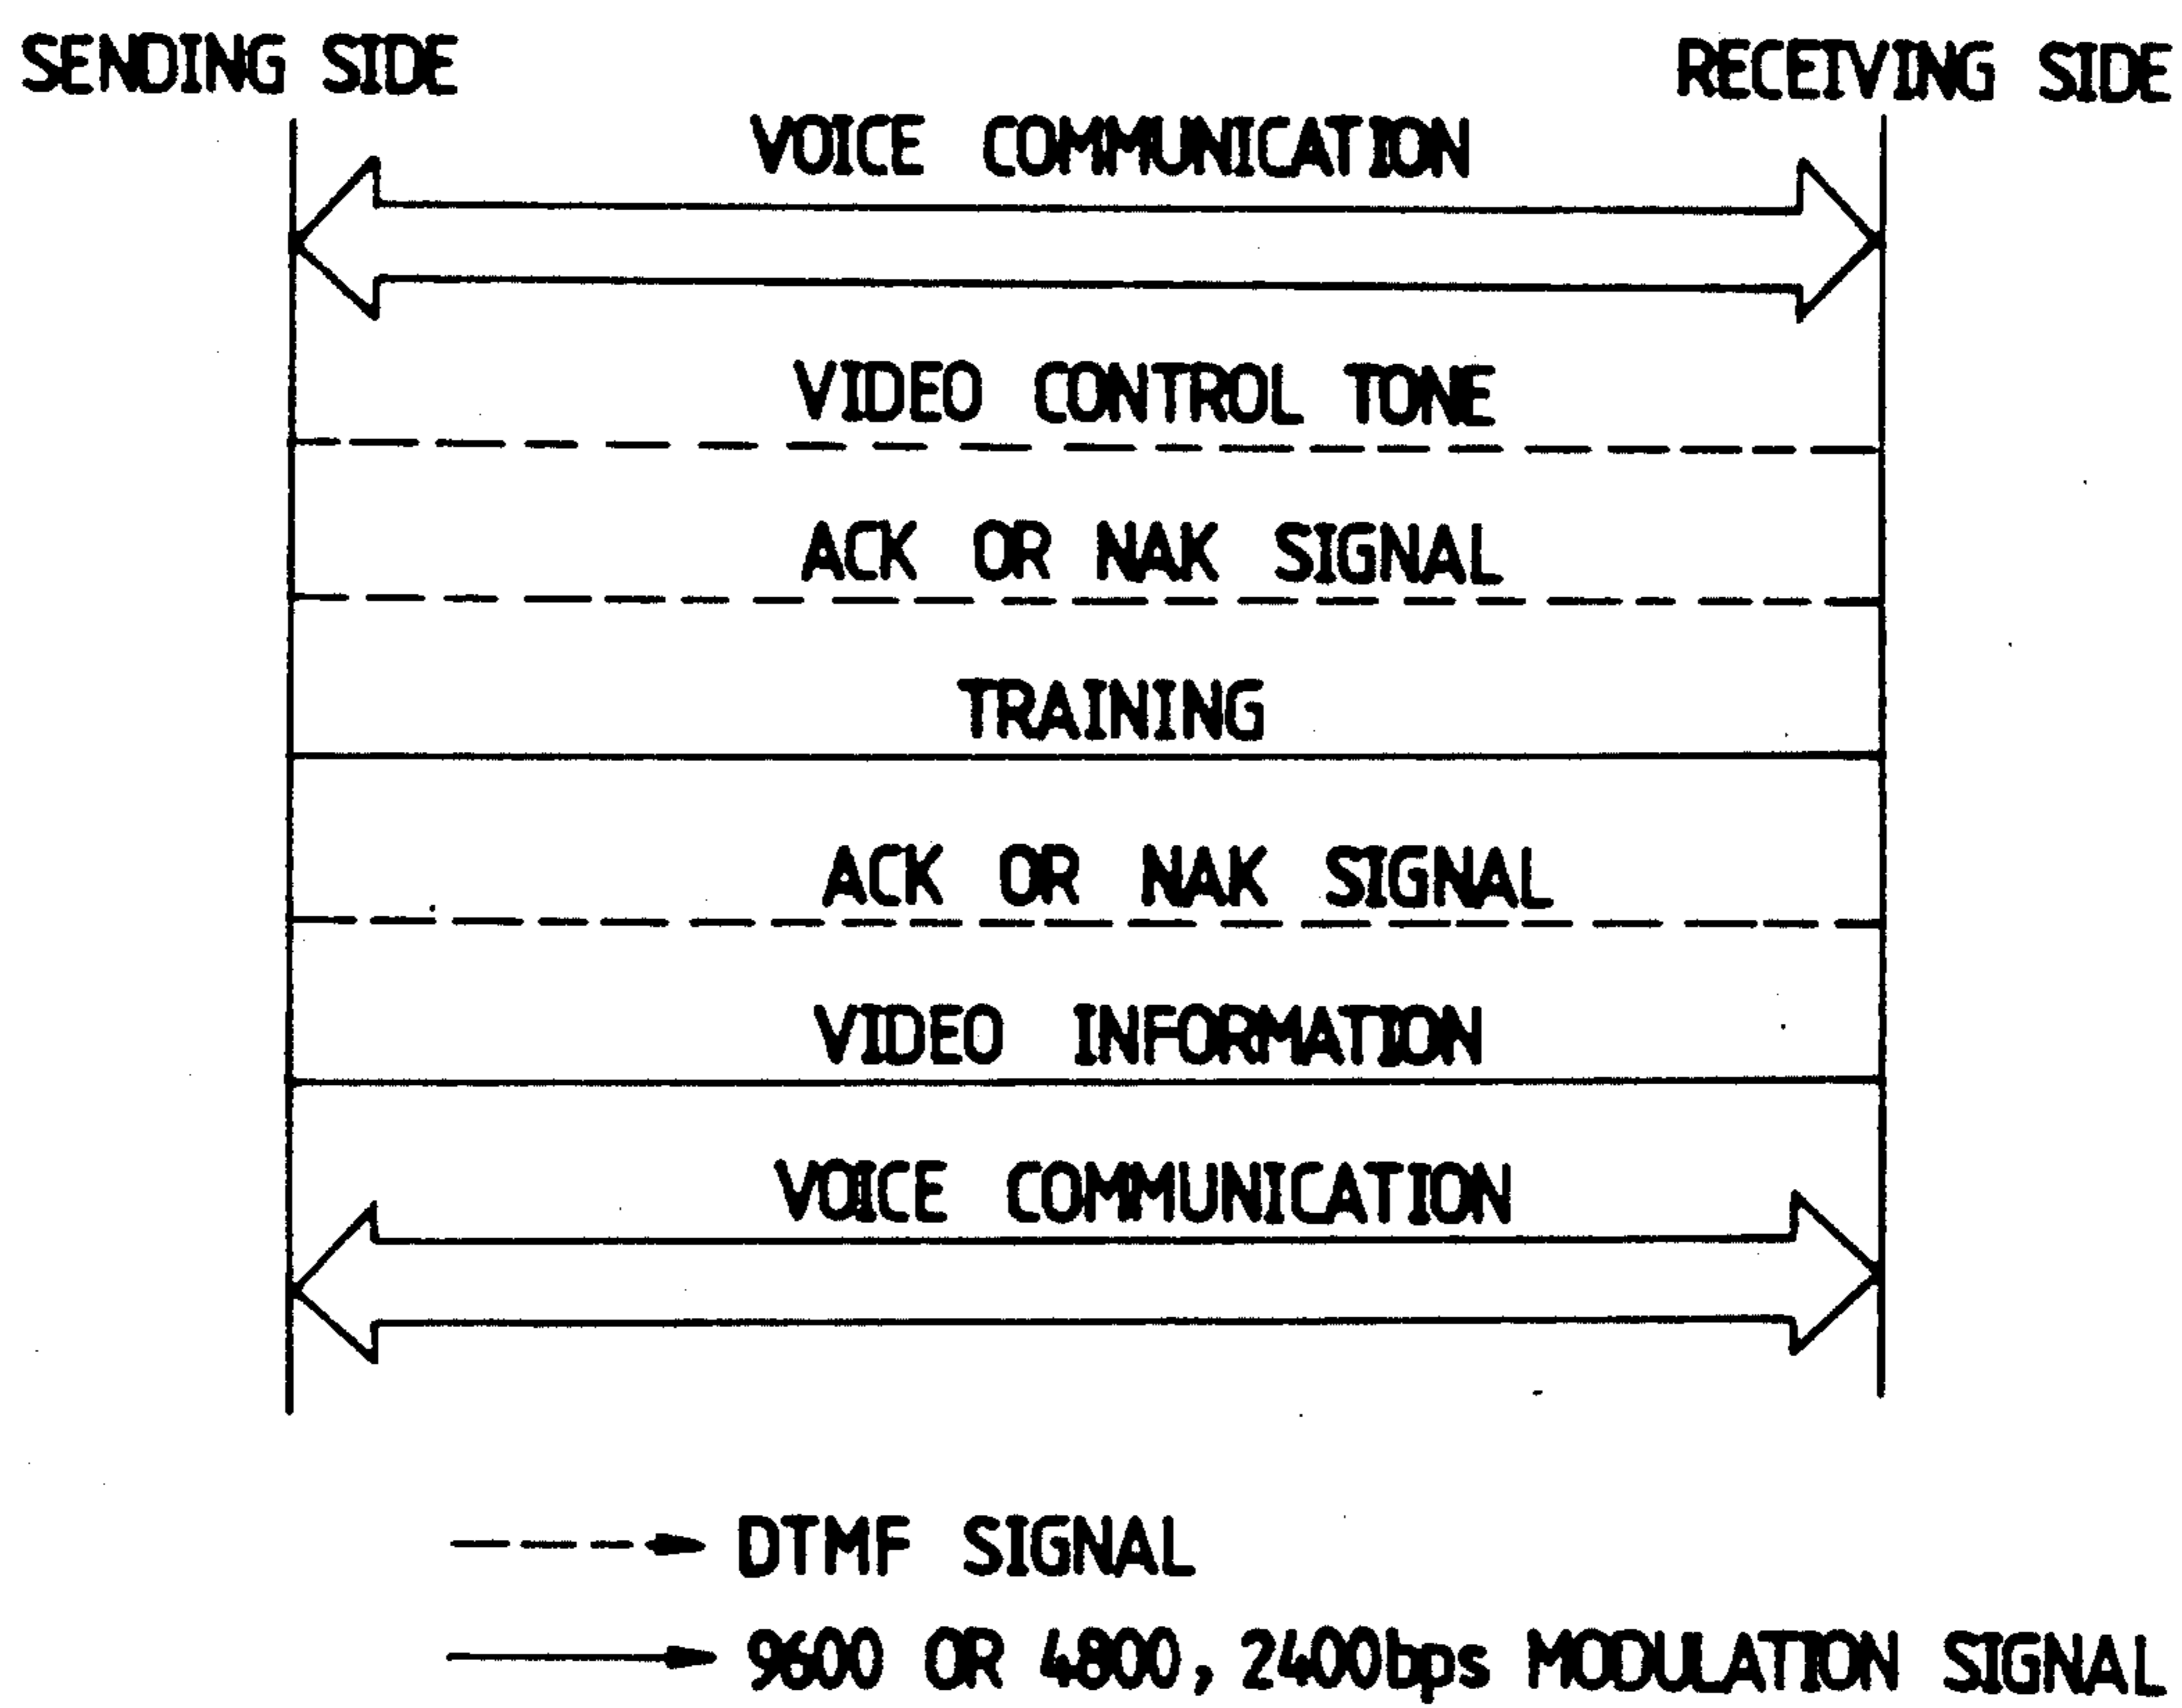 SENDING SIDE
RECEIVING SIDE
VOICE COMMUNICATION
VIDEO CONTROL TONE
ACK OR NAK SIGNAL
TRAINING
ACK OR NAK SIGNAL
VIDEO INFORMATION
VOICE COMMUNICATION
DTMF SIGNAL
9600 OR 4800, 2400bps MODULATION SIGNAL